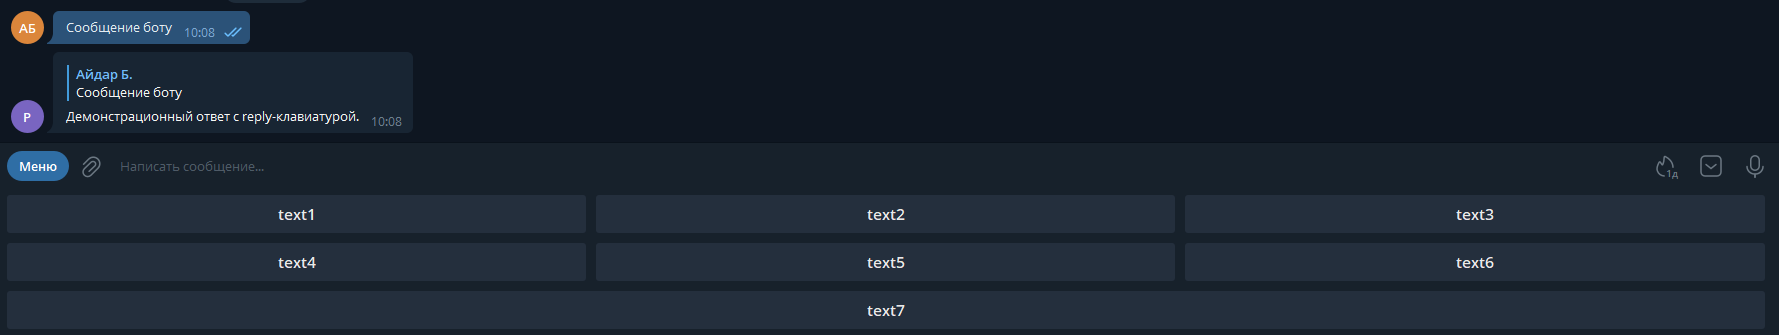 АБ
Сообщение боту 10:08
Айдар Б.
Сообщение боту
Р
Демонстрационный ответ с reply-клавиатурой. 10:08
Меню Написать сообщение... 1д
text1 text2 text3
text4 text5 text6
text7